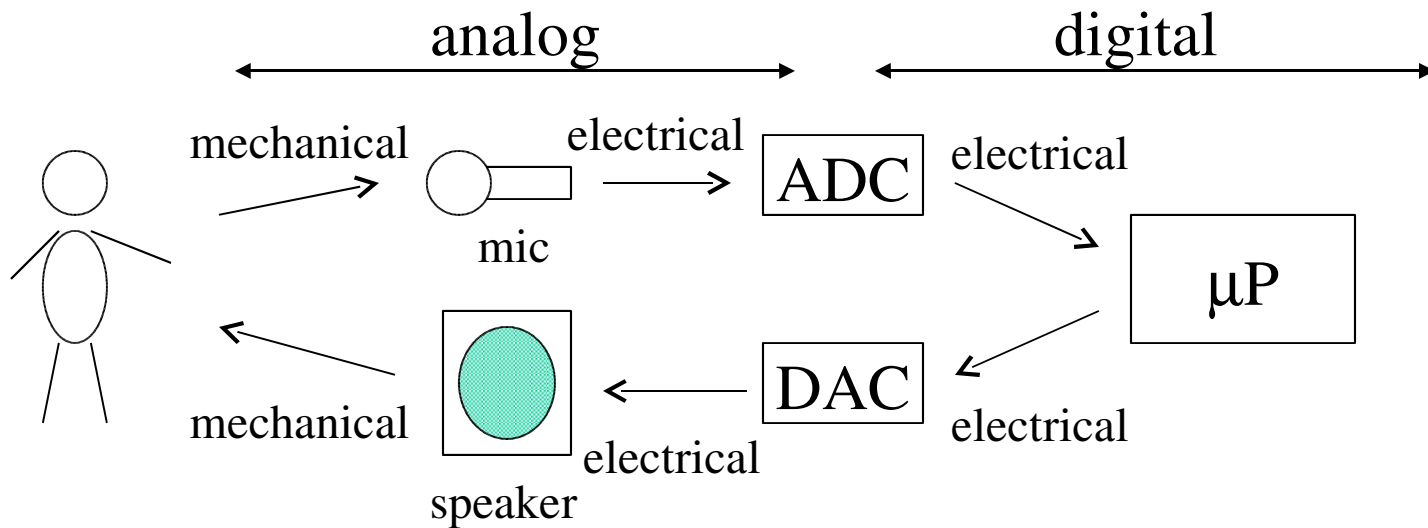 analog
digital
mechanical
electrical
ADC
electrical
mic
μP
mechanical
speaker
electrical
DAC
electrical